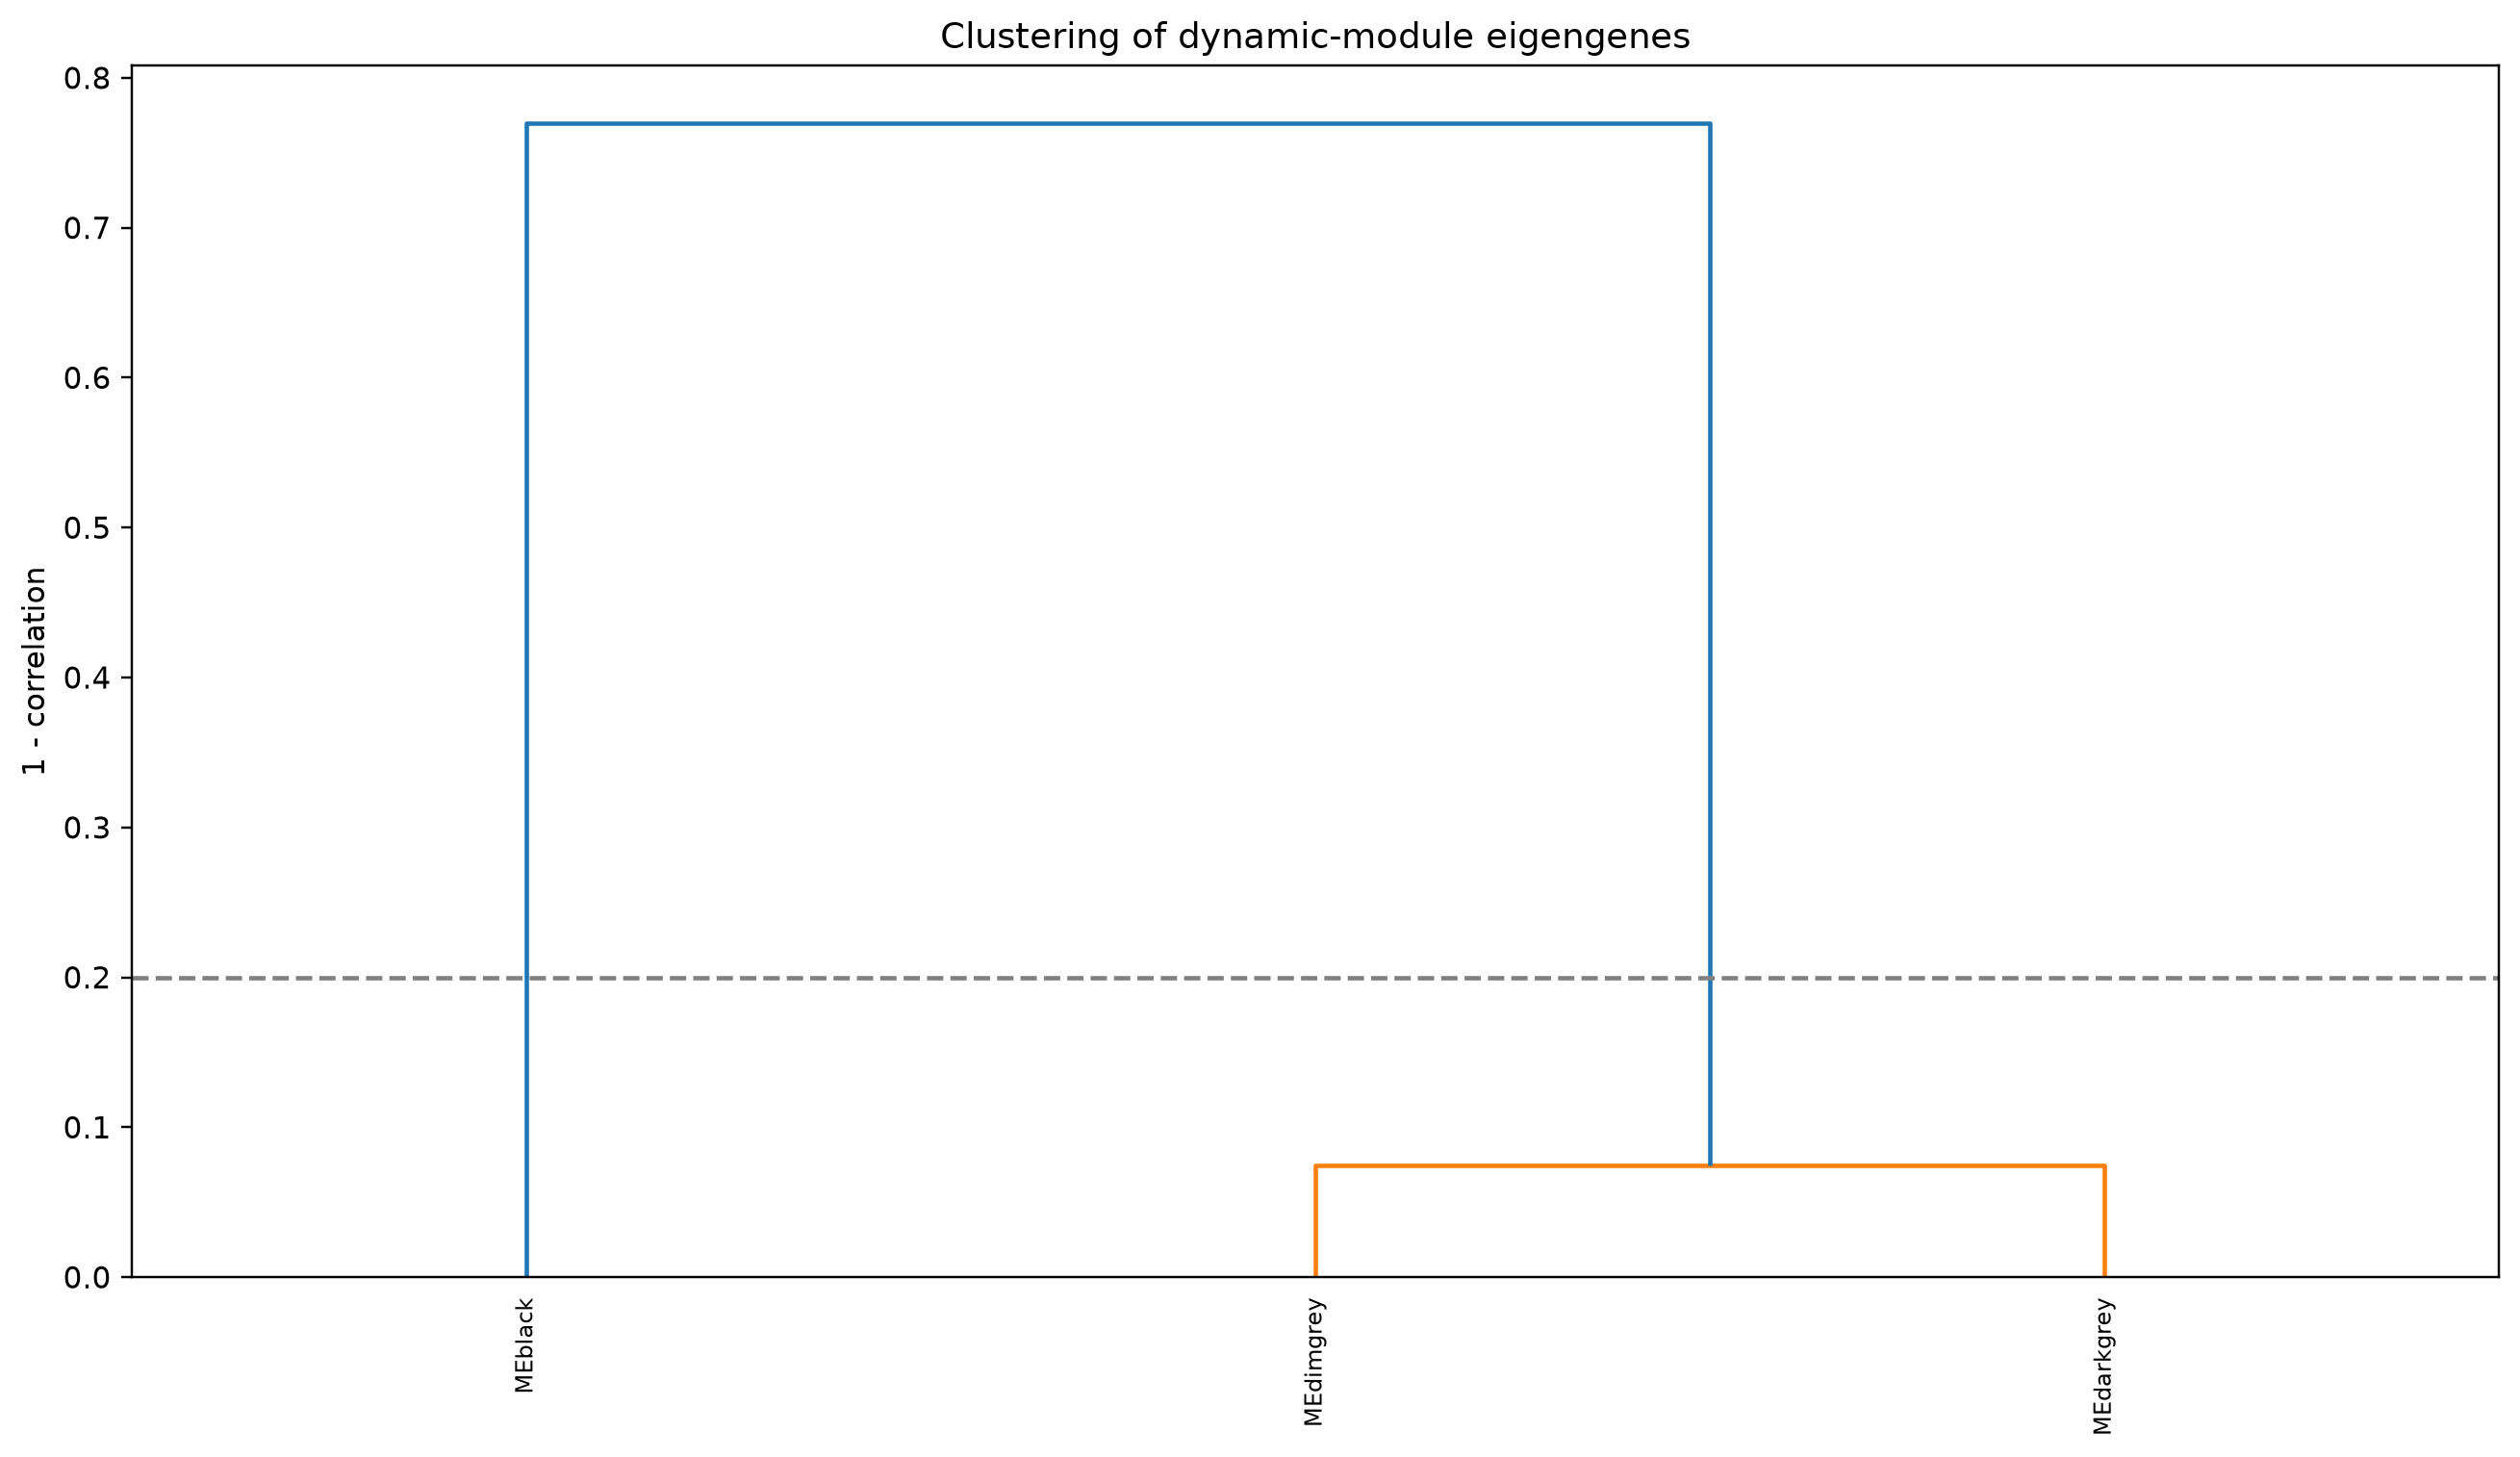 Clustering of dynamic-module eigengenes
0.8
0.7
0.6
0.5
0.4
0.3
0.2
0.1
0.0
1 - correlation
MEblack
MEdimgrey
MEdarkgrey